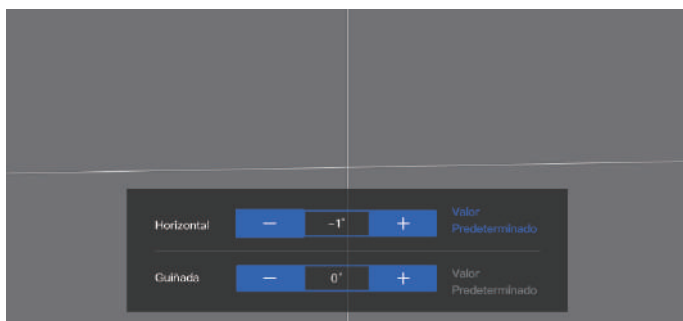 Horizontal — -1° + Valor
Predeterminado
Guiñada — 0° + Valor
Predeterminado